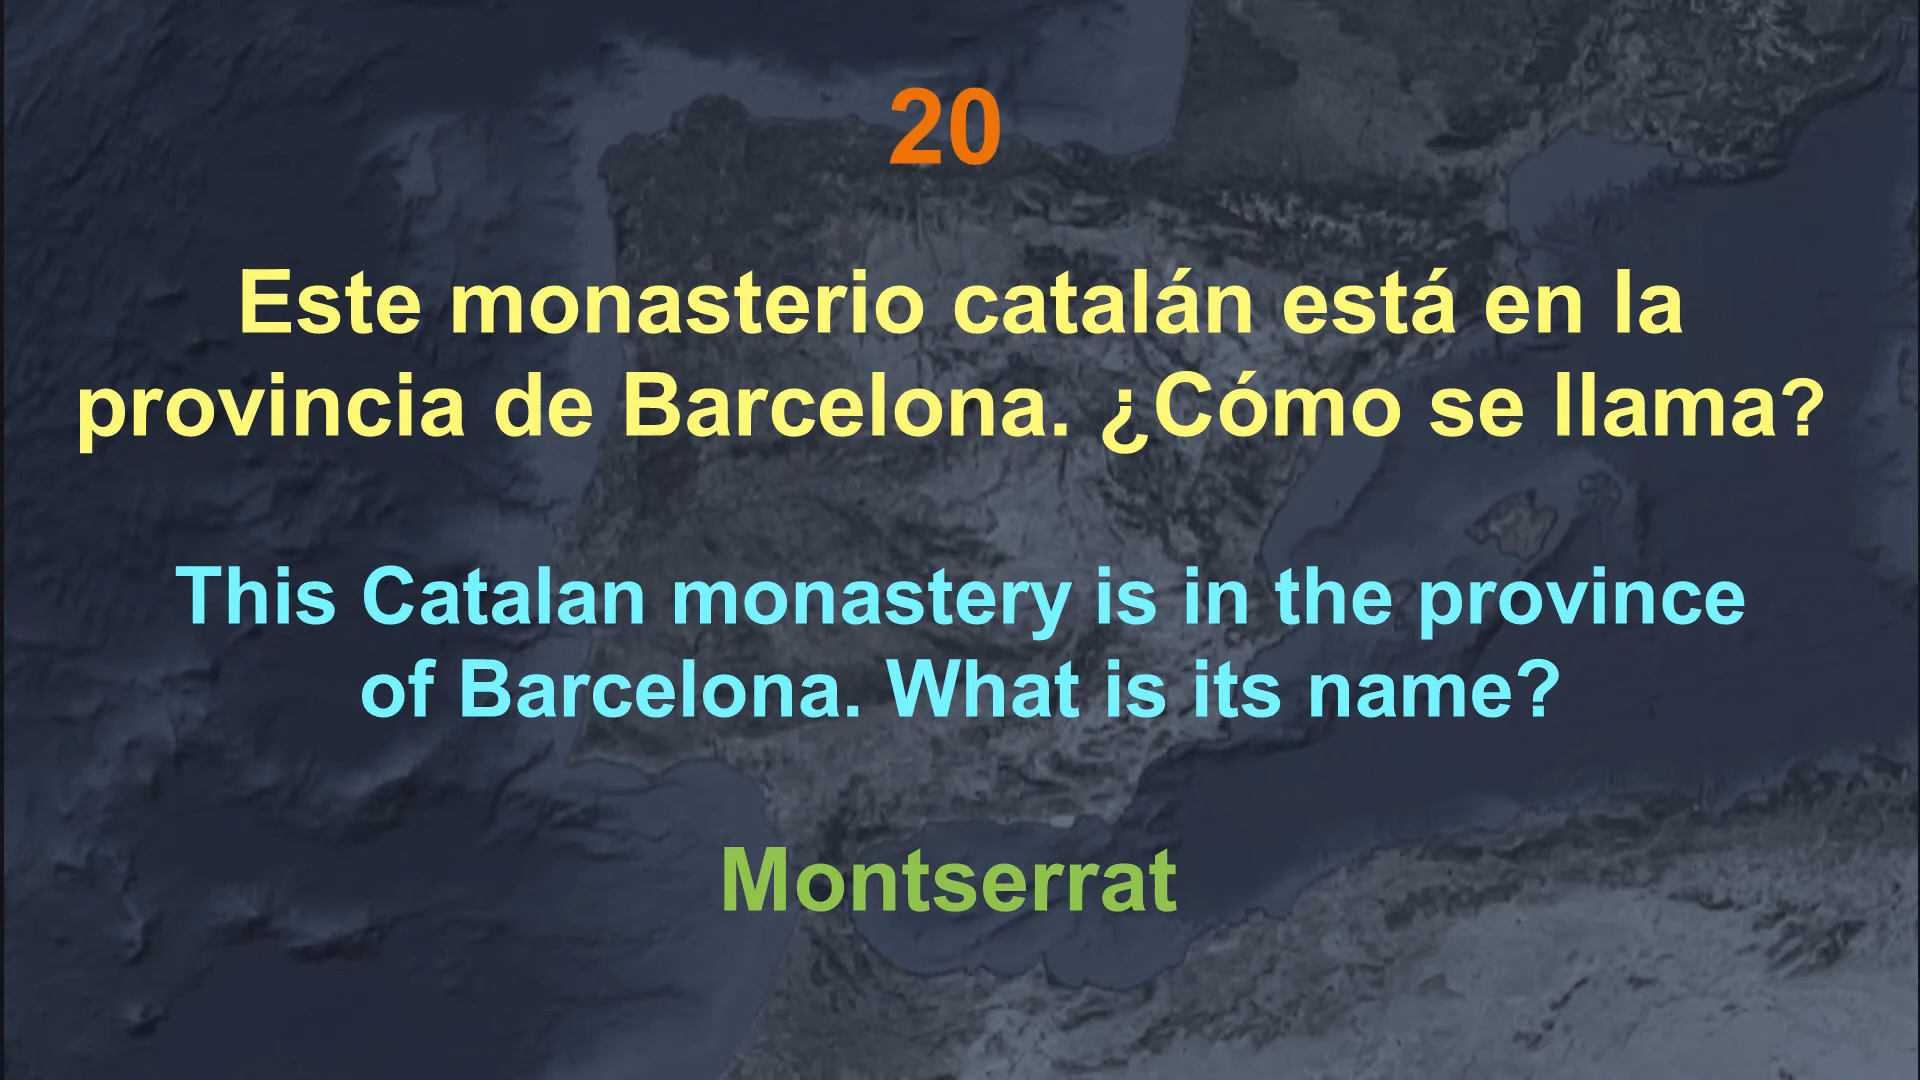 20
Este monasterio catalán está en la
provincia de Barcelona. ¿Cómo se llama?
This Catalan monastery is in the province
of Barcelona. What is its name?
Montserrat